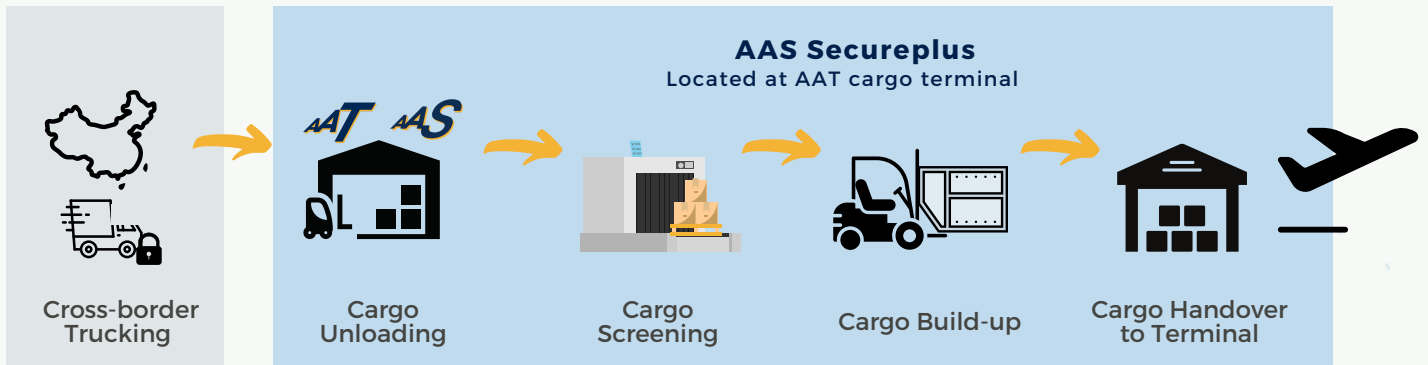 AAS Secureplus
Located at AAT cargo terminal
AAT
AAS
Cross-border
Trucking
Cargo
Unloading
Cargo
Screening
Cargo Build-up
Cargo Handover
to Terminal